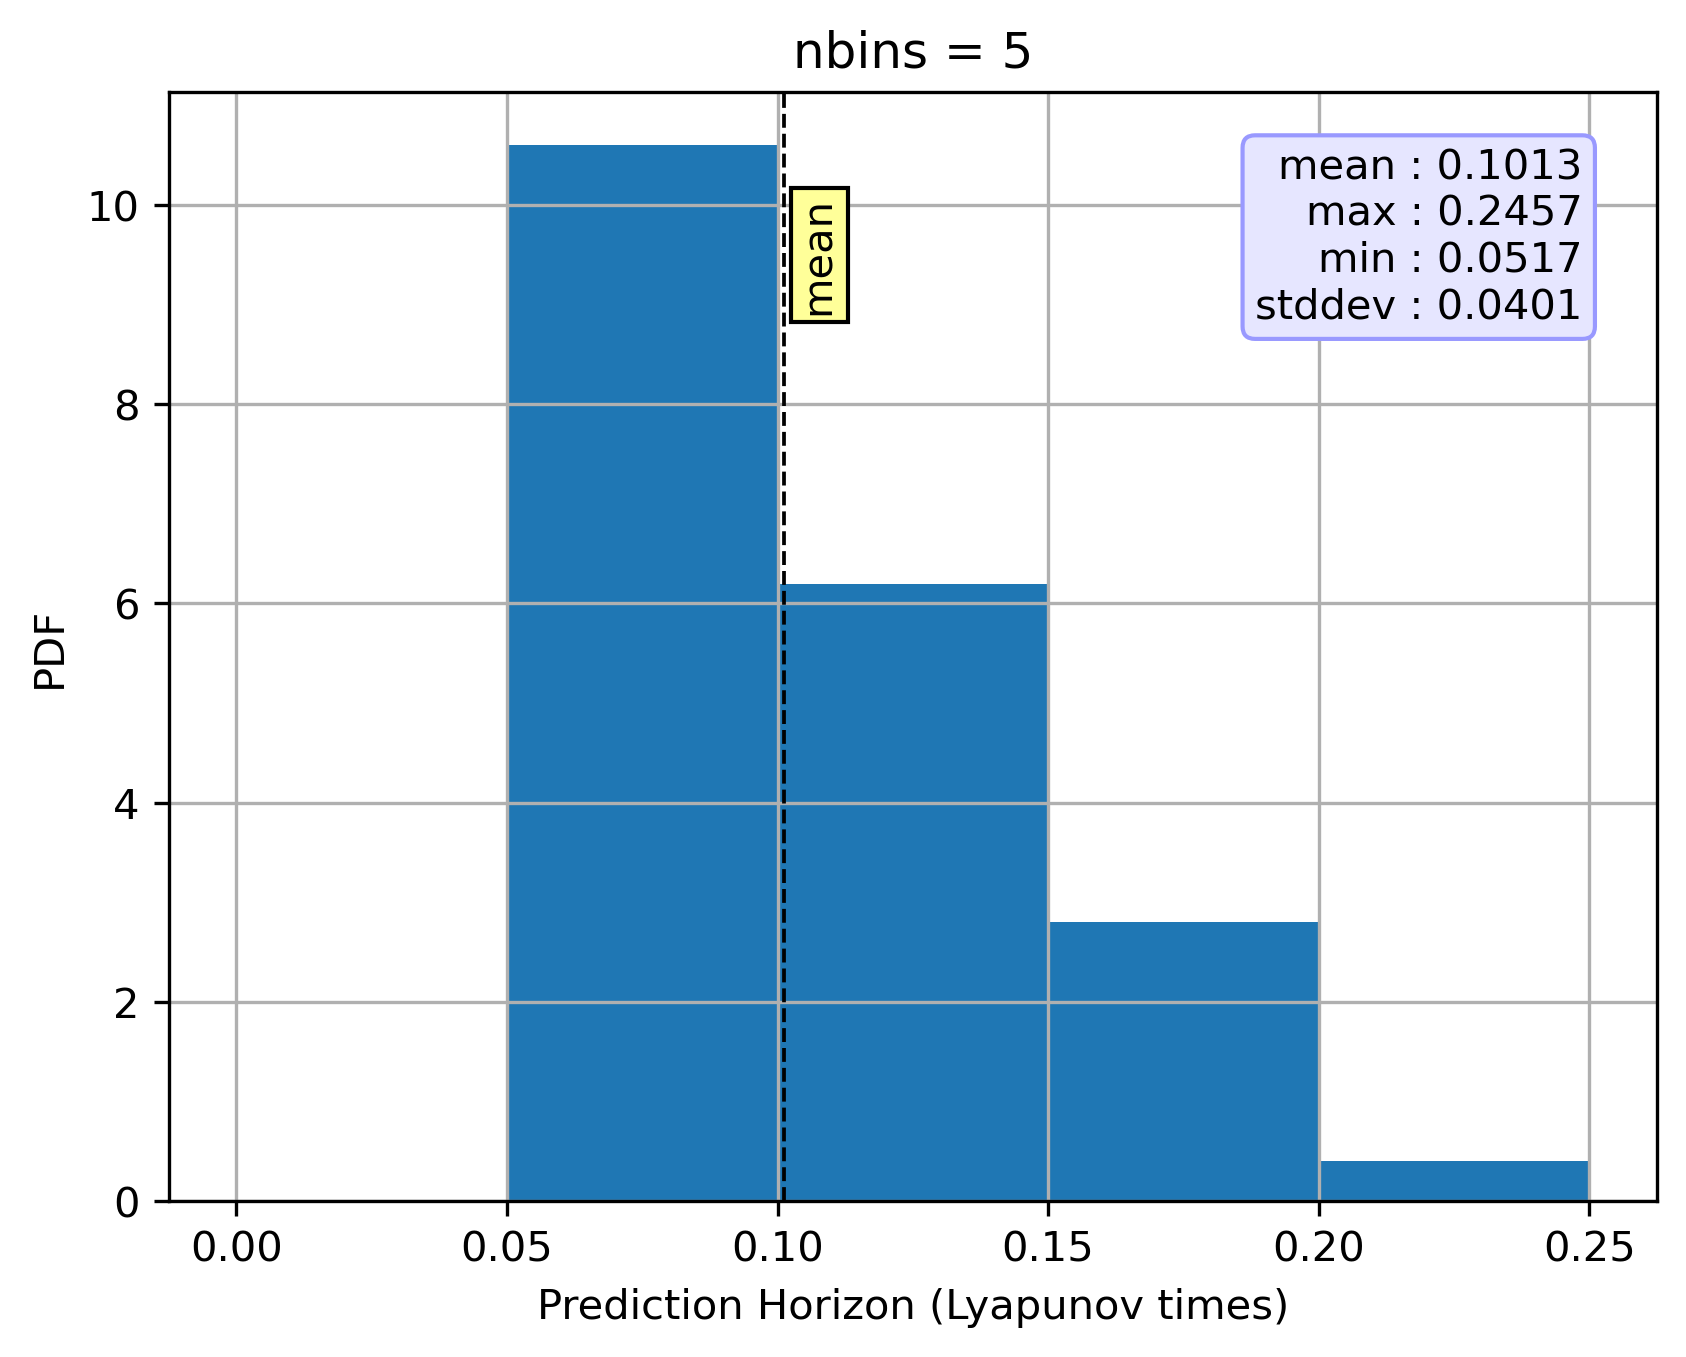 nbins = 5
mean : 0.1013
max : 0.2457
min : 0.0517
stddev : 0.0401
mean
10
8
6
4
2
0
PDF
0.00 0.05 0.10 0.15 0.20 0.25
Prediction Horizon (Lyapunov times)